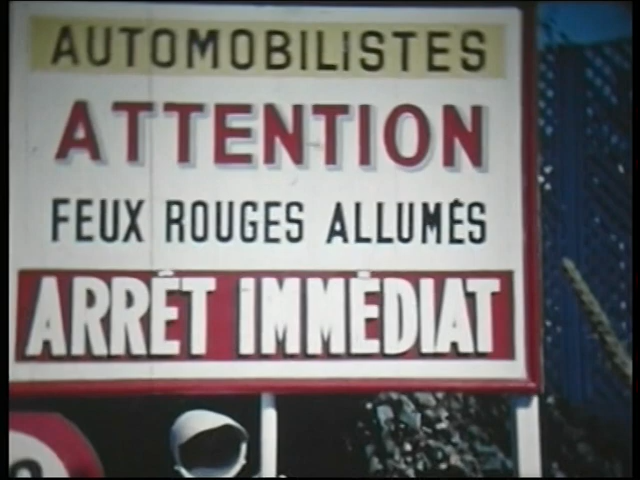 AUTOMOBILISTES
ATTENTION
FEUX ROUGES ALLUMÉS
ARRÊT IMMÉDIAT